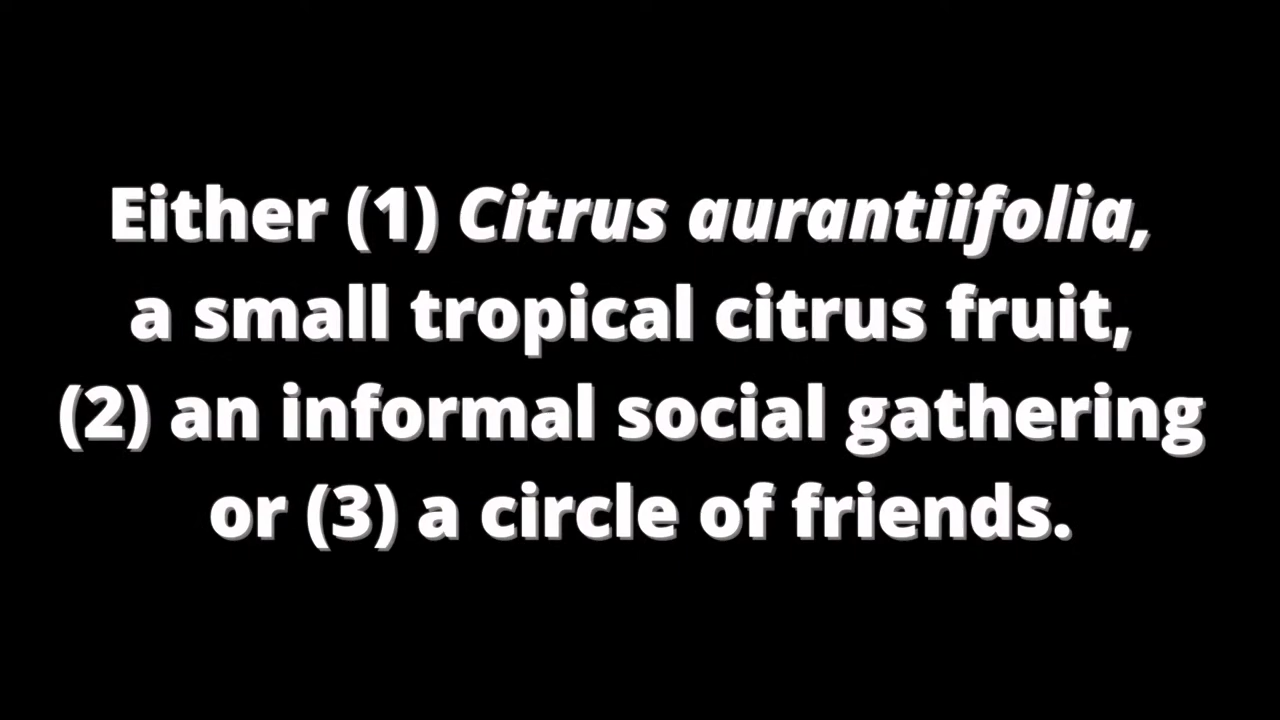 Either (1) Citrus aurantiifolia,
a small tropical citrus fruit,
(2) an informal social gathering
or (3) a circle of friends.